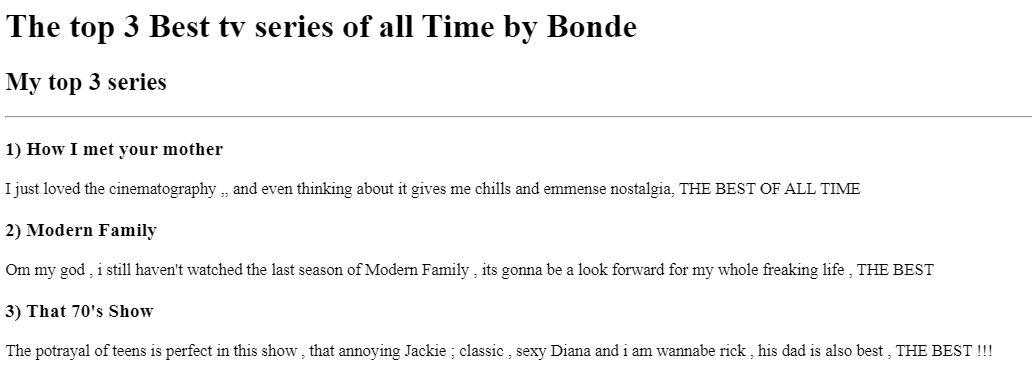 The top 3 Best tv series of all Time by Bonde
My top 3 series
1) How I met your mother
I just loved the cinematography ,, and even thinking about it gives me chills and emmense nostalgia, THE BEST OF ALL TIME
2) Modern Family
Om my god , i still haven't watched the last season of Modern Family , its gonna be a look forward for my whole freaking life , THE BEST
3) That 70's Show
The potrayal of teens is perfect in this show , that annoying Jackie ; classic , sexy Diana and i am wannabe rick , his dad is also best , THE BEST !!!